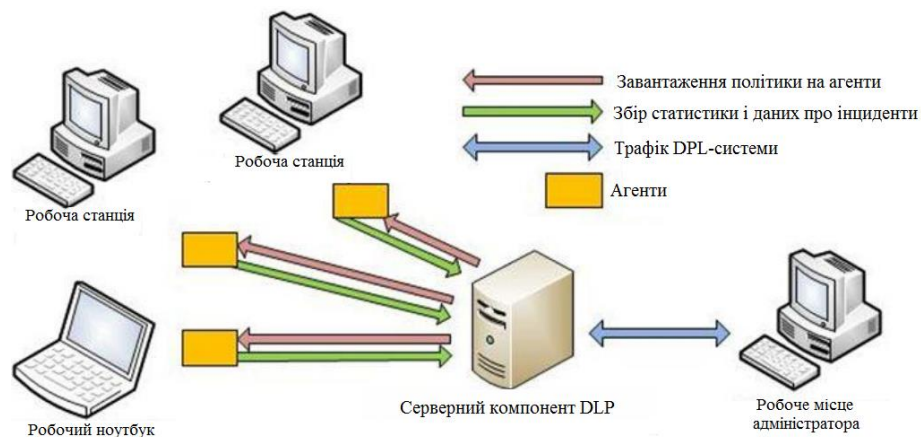 Робоча станція
Робоча станція
Завантаження політики на агенти
Збір статистики і даних про інциденти
Трафік DPL-системи
Агенти
Робочий ноутбук
Серверний компонент DLP
Робоче місце
адміністратора